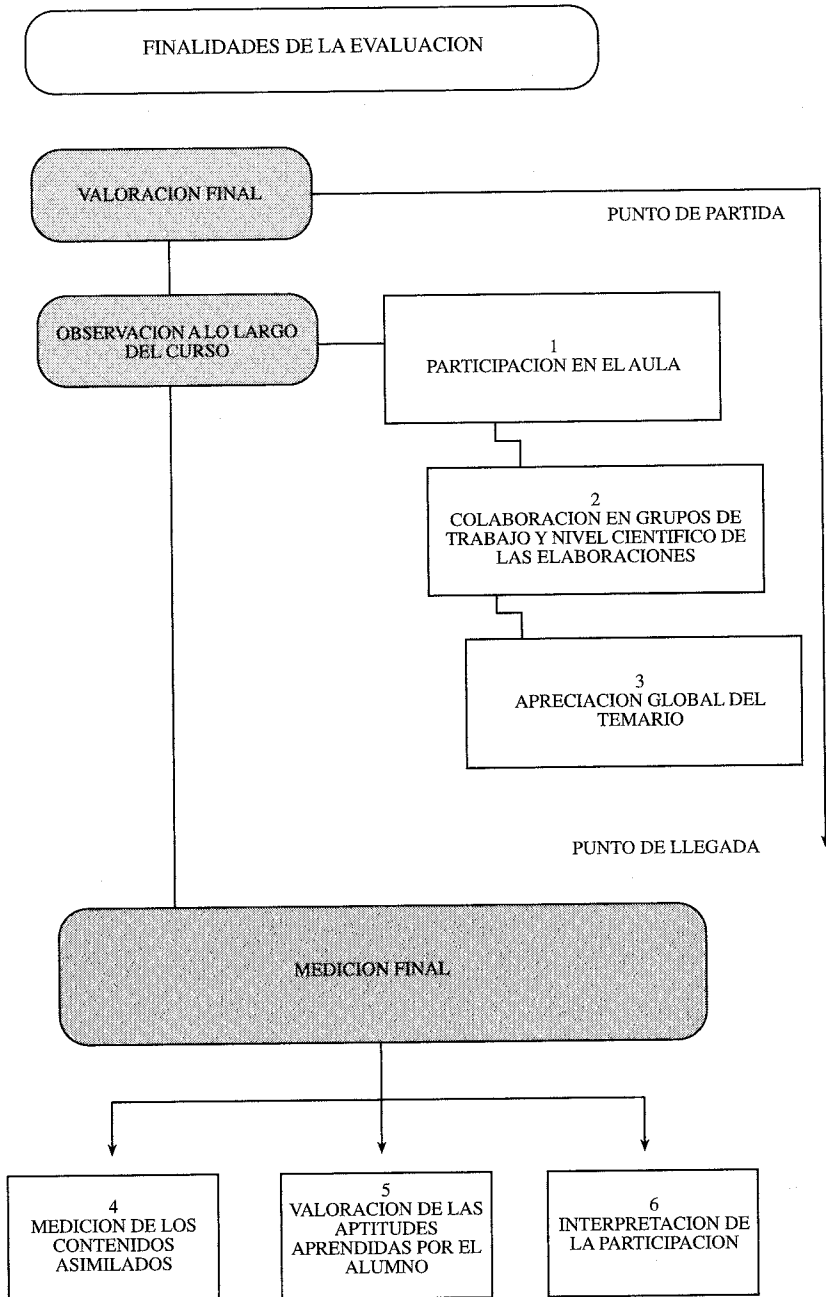 FINALIDADES DE LA EVALUACION
VALORACION FINAL
PUNTO DE PARTIDA
OBSERVACION A LO LARGO
DEL CURSO
1
PARTICIPACION EN EL AULA
2
COLABORACION EN GRUPOS DE
TRABAJO Y NIVEL CIENTIFICO DE
LAS ELABORACIONES
3
APRECIACION GLOBAL DEL
TEMARIO
PUNTO DE LLEGADA
MEDICION FINAL
4
MEDICION DE LOS
CONTENIDOS
ASIMILADOS
5
VALORACION DE LAS
APTITUDES
APRENDIDAS POR EL
ALUMNO
6
INTERPRETACION DE
LA PARTICIPACION